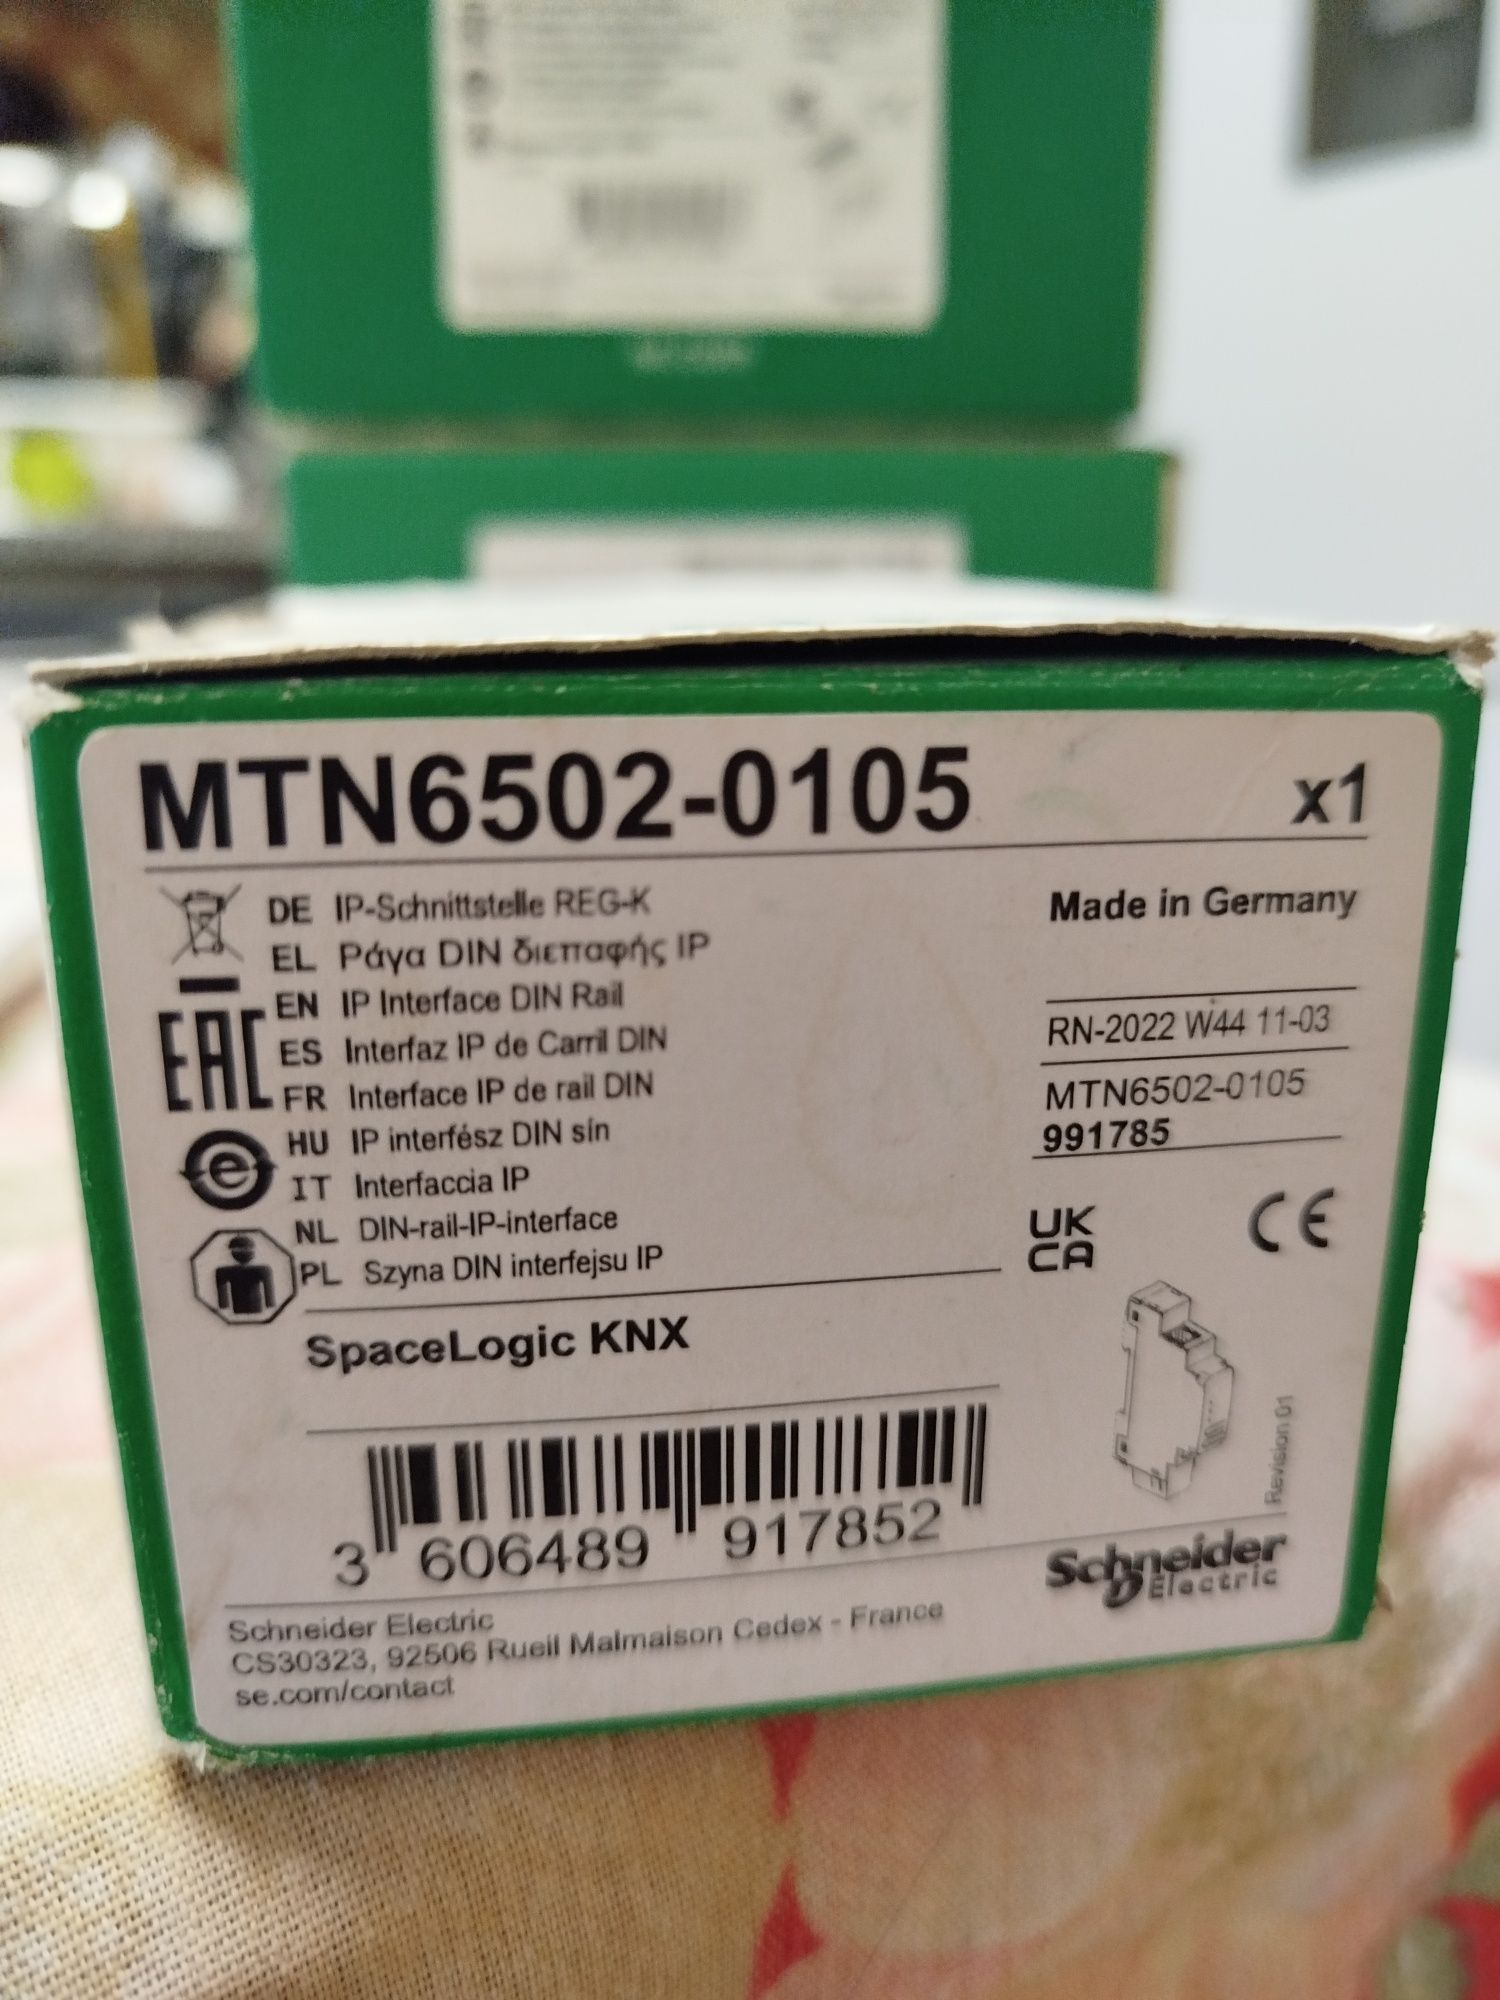 MTN6502-0105 x1
DE IP-Schnittstelle REG-K
EL Ράγα DIN διεπαφής IP
EN IP Interface DIN Rail
ES Interfaz IP de Carril DIN
FR Interface IP de rail DIN
HU IP interfész DIN sín
IT Interfaccia IP
NL DIN-rail-IP-interface
PL Szyna DIN interfejsu IP
EAC
e
SpaceLogic KNX
3 606489 917852
Made in Germany
RN-2022 W44 11-03
MTN6502-0105
991785
UK
CA
CE
Revision 01
Schneider
Electric
Schneider Electric
CS30323, 92506 Rueil Malmaison Cedex - France
se.com/contact